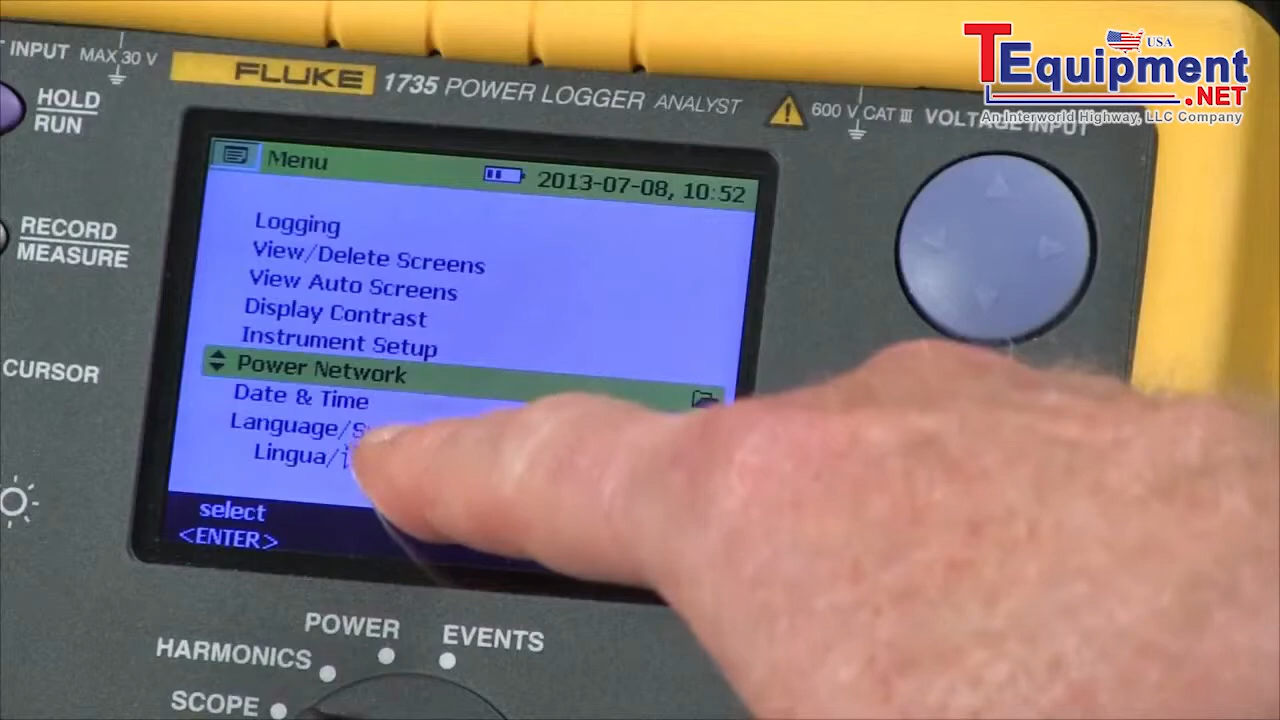 TEquipment.NET
USA
An Interworld Highway, LLC Company
INPUT MAX 30 V
FLUKE 1735 POWER LOGGER ANALYST
600 V CAT III VOLTAGE INPUT
HOLD
RUN
RECORD
MEASURE
CURSOR
Menu 2013-07-08, 10:52
Logging
View/Delete Screens
View Auto Screens
Display Contrast
Instrument Setup
Power Network
Date & Time
Language/
Lingua/
select
<ENTER>
POWER
EVENTS
HARMONICS
SCOPE